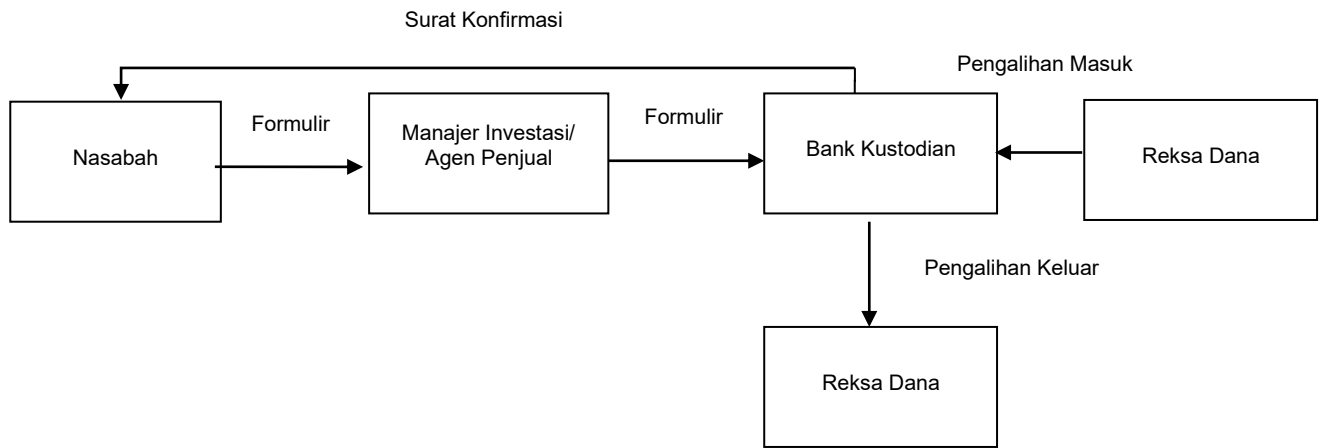 Surat Konfirmasi
Pengalihan Masuk
Formulir
Formulir
Nasabah
Manajer Investasi/
Agen Penjual
Bank Kustodian
Reksa Dana
Pengalihan Keluar
Reksa Dana